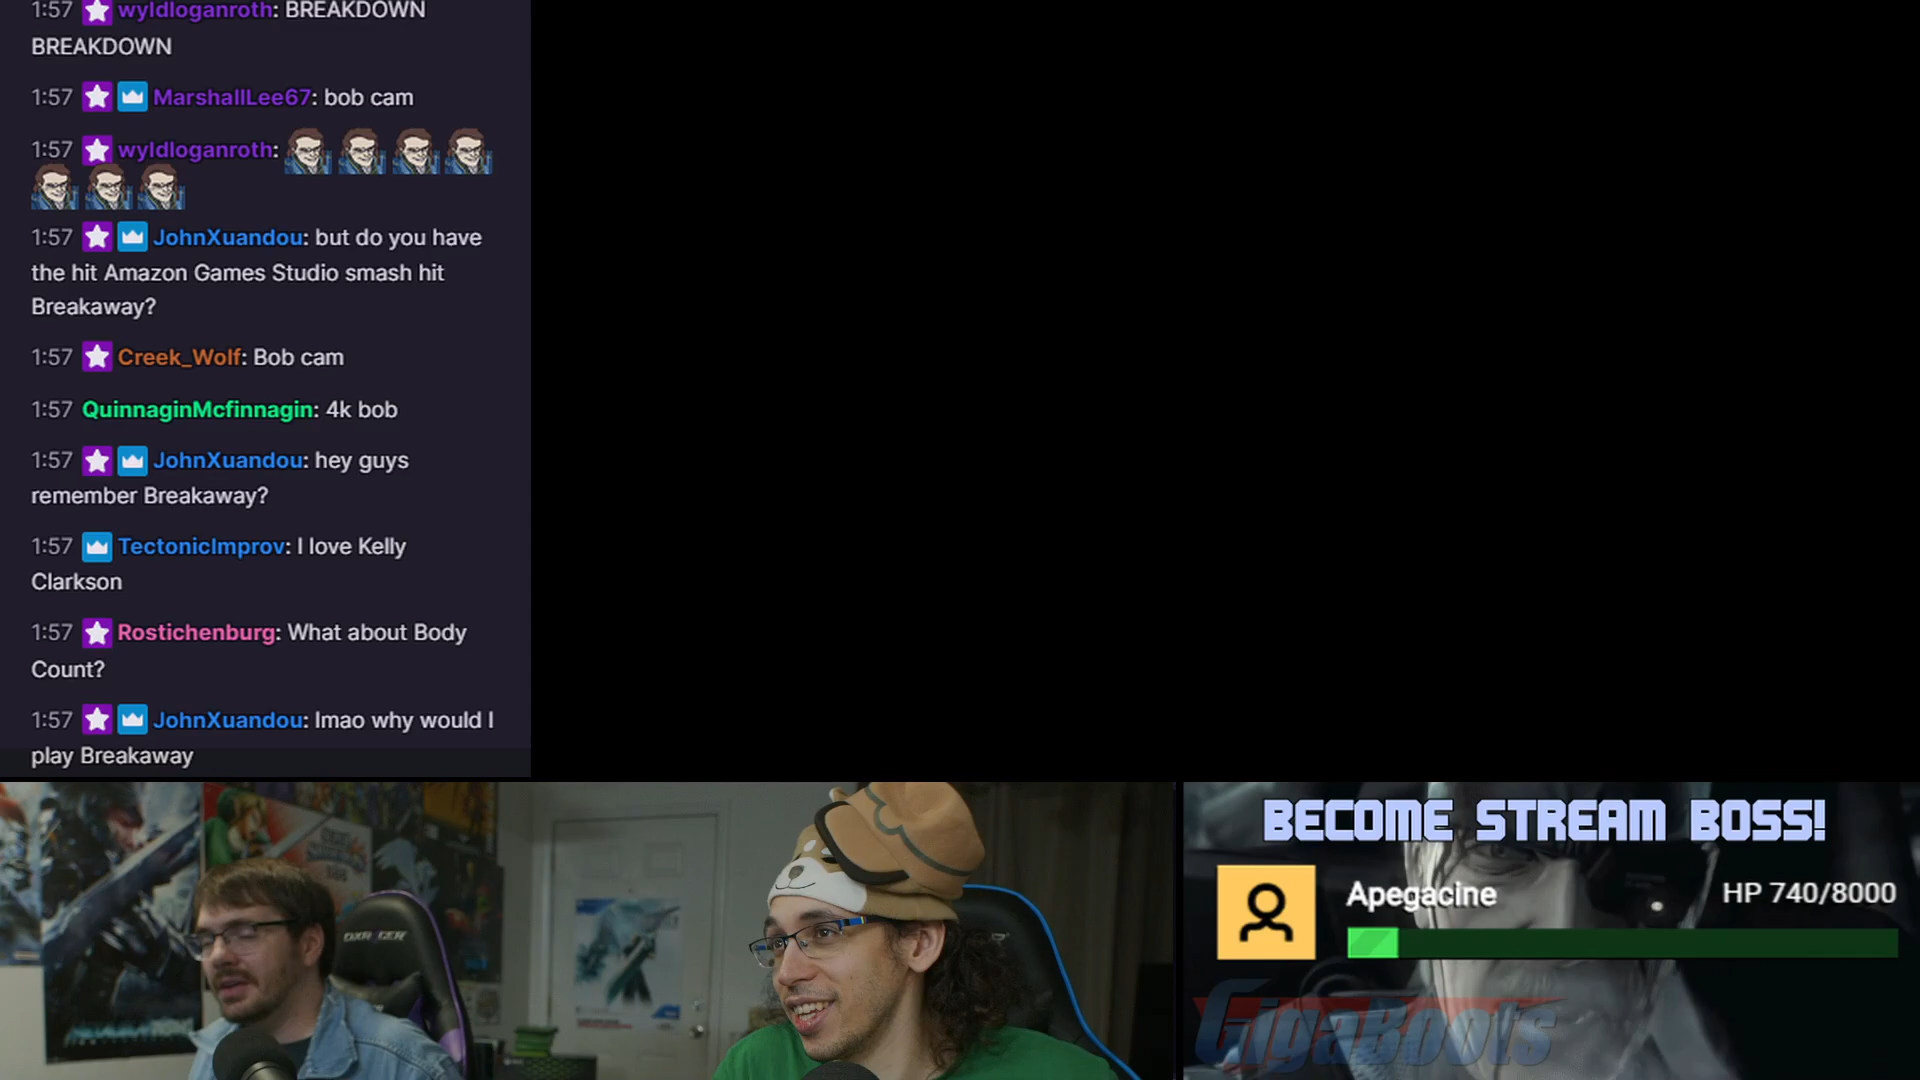 1:57 wyldloganroth: BREAKDOWN
BREAKDOWN
1:57 MarshallLee67: bob cam
1:57 wyldloganroth:
1:57 JohnXuandou: but do you have
the hit Amazon Games Studio smash hit
Breakaway?
1:57 Creek_Wolf: Bob cam
1:57 QuinnaginMcfinnagin: 4k bob
1:57 JohnXuandou: hey guys
remember Breakaway?
1:57 TectonicImprov: I love Kelly
Clarkson
1:57 Rostichenburg: What about Body
Count?
1:57 JohnXuandou: lmao why would I
play Breakaway
DXRACER
BECOME STREAM BOSS!
Apegacine HP 740/8000
GigaBoots